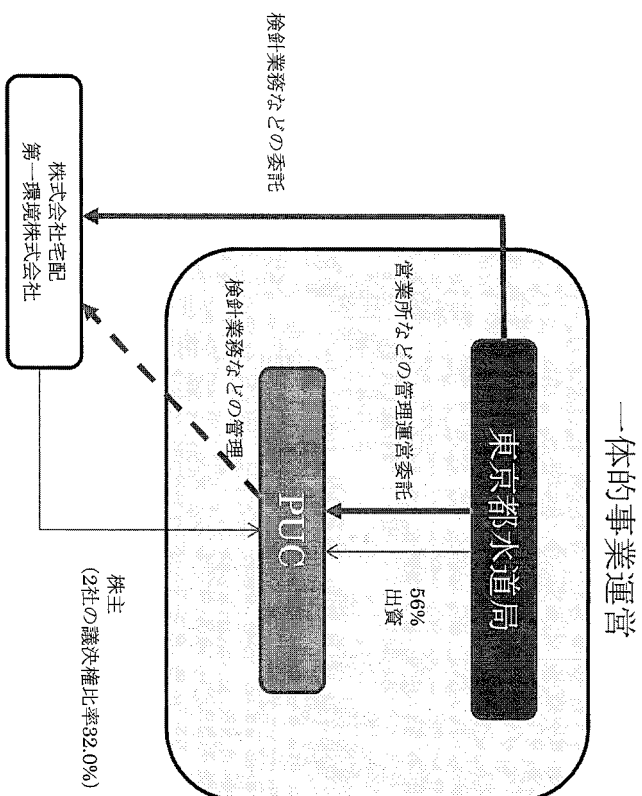 一体的事業運営
東京都水道局
営業所などの管理運営委託
56%
出資
PUC
検針業務などの管理
検針業務などの委託
株式会社宅配
第一環境株式会社
株主
(2社の議決権比率32.0%)